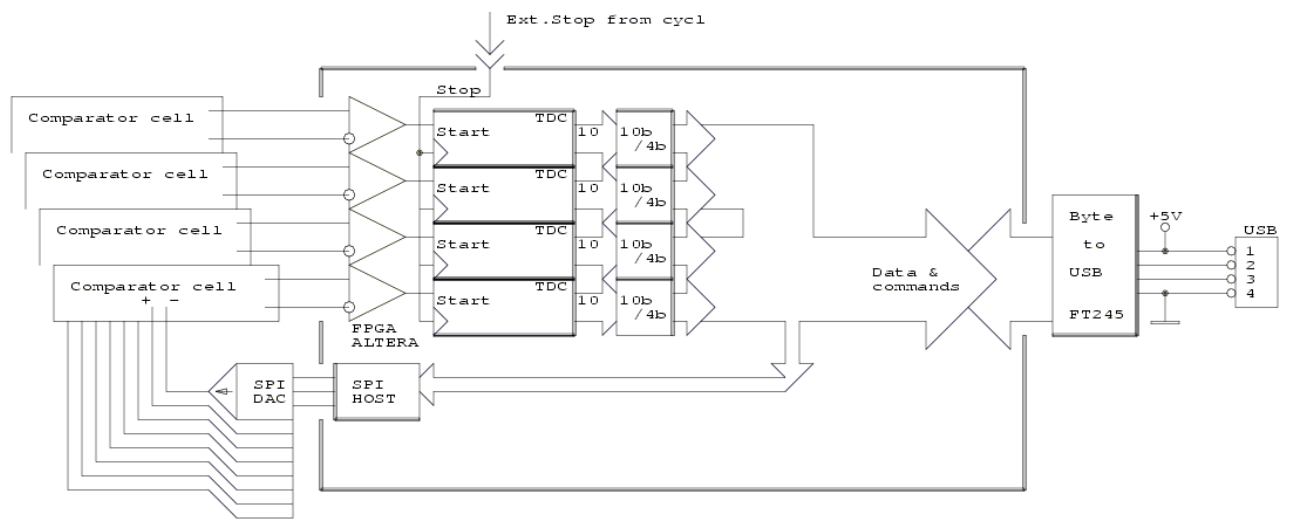 Ext.Stop from cycl
Stop
Comparator cell
Comparator cell
Comparator cell
Comparator cell
+ −
Start
TDC
10
10b
/4b
Start
TDC
10
10b
/4b
Start
TDC
10
10b
/4b
Start
TDC
10
10b
/4b
FPGA
ALTERA
SPI
DAC
SPI
HOST
Data &
commands
Byte
to
USB
FT245
+5V
USB
1
2
3
4